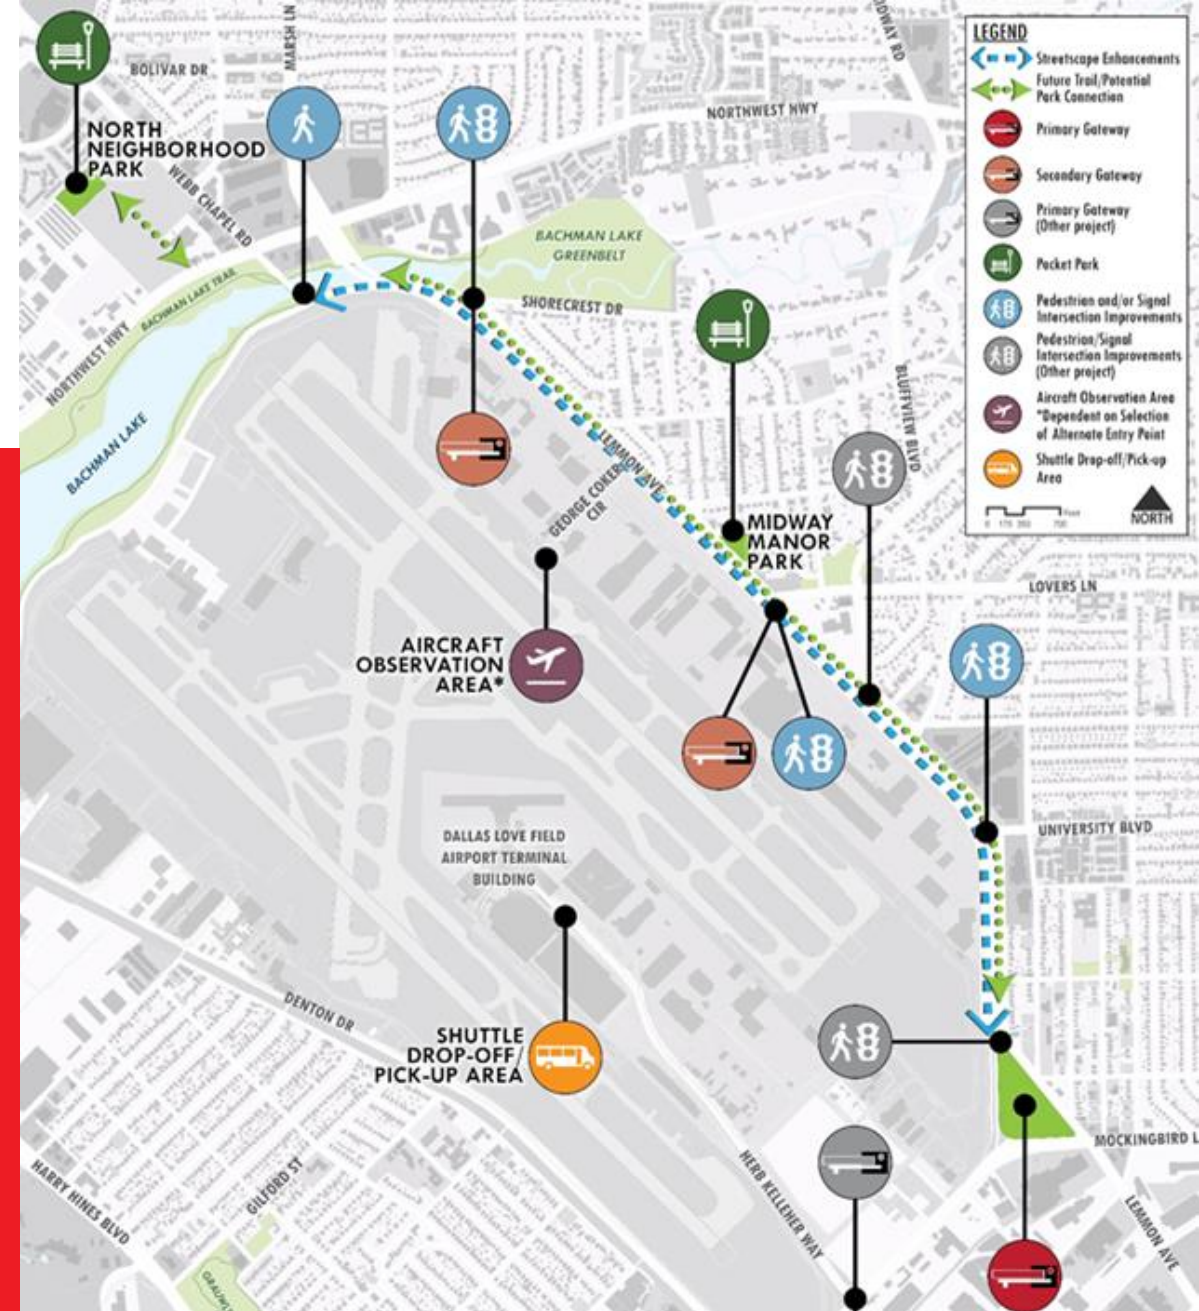 MARSH LN
BOLIVAR DR
NORTHWEST HWY
NORTH
NEIGHBORHOOD
PARK
WEBB CHAPEL RD
BACHMAN LAKE
GREENBELT
BACHMAN LAKE TRAIL
SHORECREST DR
NORTHWEST HWY
BACHMAN LAKE
LEMMON AVE
GEORGE COKER
CIR
BLUFFVIEW BLVD
MIDWAY
MANOR
PARK
LOVERS LN
AIRCRAFT
OBSERVATION
AREA*
DALLAS LOVE FIELD
AIRPORT TERMINAL
BUILDING
UNIVERSITY BLVD
DENTON DR
SHUTTLE
DROP-OFF/
PICK-UP AREA
MOCKINGBIRD L
HARRY HINES BLVD
GILFORD ST
HERB KELLEHER WAY
LEMMON AVE
LEGEND
Streetscape Enhancements
Future Trail/Potential
Park Connection
Primary Gateway
Secondary Gateway
Primary Gateway
(Other project)
Pocket Park
Pedestrian and/or Signal
Intersection Improvements
Pedestrian/Signal
Intersection Improvements
(Other project)
Aircraft Observation Area
*Dependent on Selection
of Alternate Entry Point
Shuttle Drop-off/Pick-up
Area
NORTH